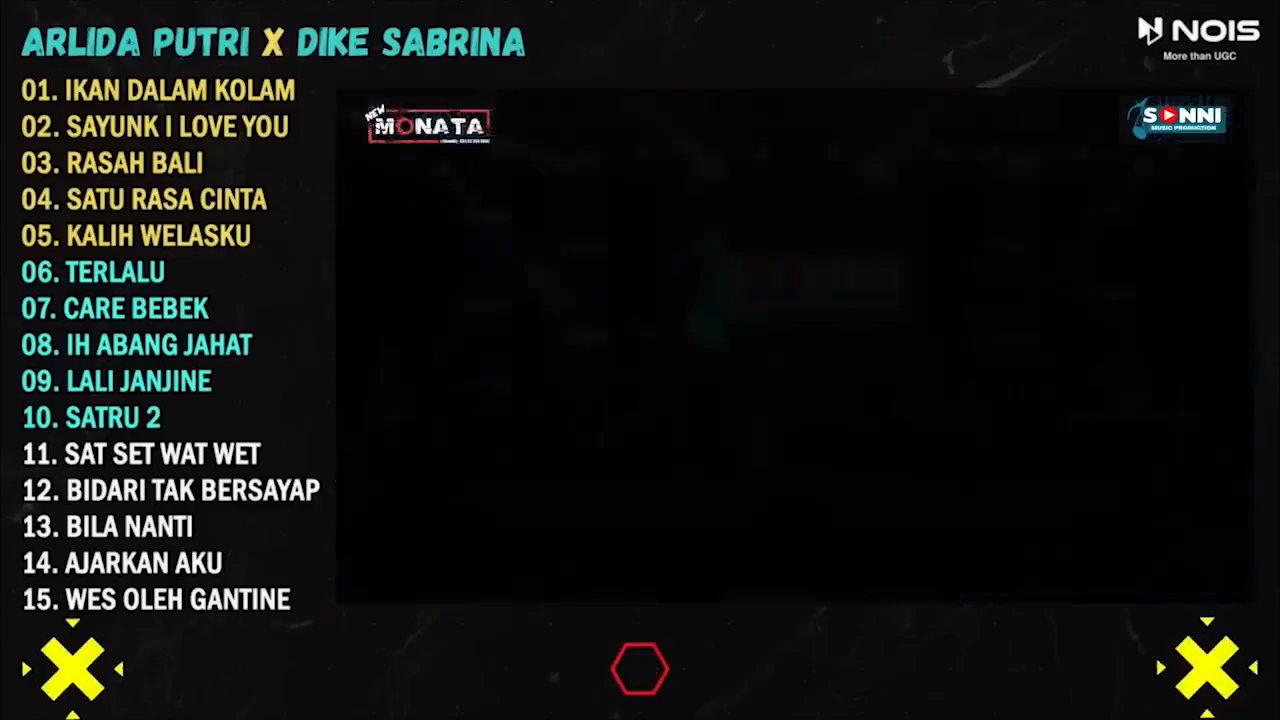 ARLIDA PUTRI X DIKE SABRINA
NOIS
More than UGC
01. IKAN DALAM KOLAM
02. SAYUNK I LOVE YOU
03. RASAH BALI
04. SATU RASA CINTA
05. KALIH WELASKU
06. TERLALU
07. CARE BEBEK
08. IH ABANG JAHAT
09. LALI JANJINE
10. SATRU 2
11. SAT SET WAT WET
12. BIDARI TAK BERSAYAP
13. BILA NANTI
14. AJARKAN AKU
15. WES OLEH GANTINE
NEW
MONATA
SONNI
MUSIC PRODUCTION